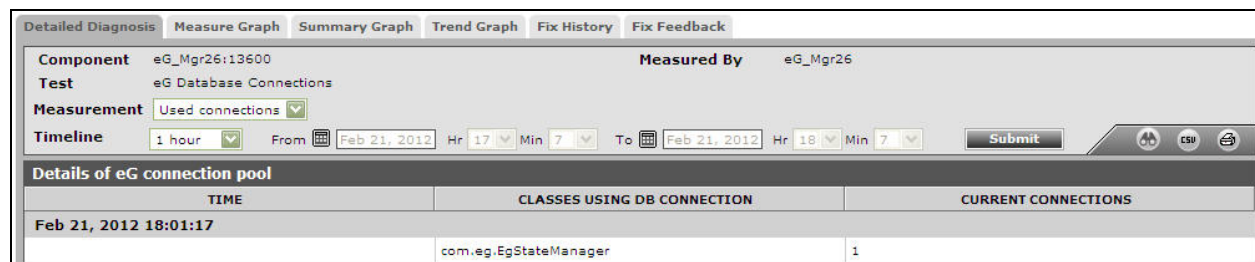 Detailed Diagnosis Measure Graph Summary Graph Trend Graph Fix History Fix Feedback
Component eG_Mgr26:13600 Measured By eG_Mgr26
Test eG Database Connections
Measurement Used connections
Timeline 1 hour From Feb 21, 2012 Hr 17 Min 7 To Feb 21, 2012 Hr 18 Min 7 Submit CSV
Details of eG connection pool
TIME CLASSES USING DB CONNECTION CURRENT CONNECTIONS
Feb 21, 2012 18:01:17
com.eg.EgStateManager 1